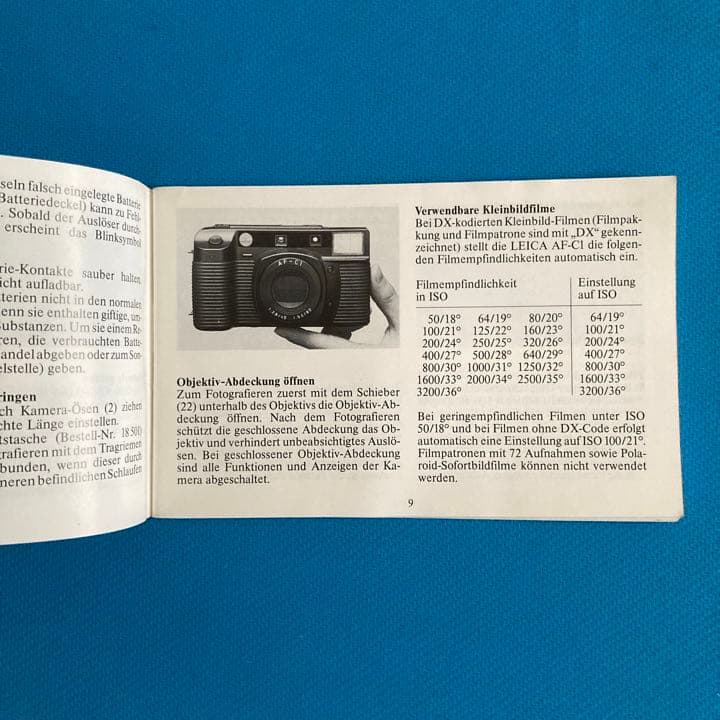 seln falsch eingelegte Batterie
Batteriedeckel) kann zu Fehl-
. Sobald der Auslöser durch-
erscheint das Blinksymbol
rie-Kontakte sauber halten,
icht aufladbar.
terien nicht in den normalen
enn sie enthalten giftige, um-
Substanzen. Um sie einem Re-
ren, die verbrauchten Batte-
andel abgeben oder zum Son-
elstelle) geben.
ringen
ch Kamera-Ösen (2) ziehen
chte Länge einstellen.
tstasche (Bestell-Nr. 18 500)
grafieren mit dem Tragriemen
bunden, wenn dieser durch
neren befindlichen Schlaufen
AF-C1
Objektiv-Abdeckung öffnen
Zum Fotografieren zuerst mit dem Schieber
(22) unterhalb des Objektivs die Objektiv-Ab-
deckung öffnen. Nach dem Fotografieren
schützt die geschlossene Abdeckung das Ob-
jektiv und verhindert unbeabsichtigtes Auslö-
sen. Bei geschlossener Objektiv-Abdeckung
sind alle Funktionen und Anzeigen der Ka-
mera abgeschaltet.
Verwendbare Kleinbildfilme
Bei DX-kodierten Kleinbild-Filmen (Filmpak-
kung und Filmpatrone sind mit „DX“ gekenn-
zeichnet) stellt die LEICA AF-C1 die folgen-
den Filmempfindlichkeiten automatisch ein.
Filmempfindlichkeit Einstellung
in ISO auf ISO
50/18° 64/19° 80/20° 64/19°
100/21° 125/22° 160/23° 100/21°
200/24° 250/25° 320/26° 200/24°
400/27° 500/28° 640/29° 400/27°
800/30° 1000/31° 1250/32° 800/30°
1600/33° 2000/34° 2500/35° 1600/33°
3200/36° 3200/36°
Bei geringempfindlichen Filmen unter ISO
50/18° und bei Filmen ohne DX-Code erfolgt
automatisch eine Einstellung auf ISO 100/21°.
Filmpatronen mit 72 Aufnahmen sowie Pola-
roid-Sofortbildfilme können nicht verwendet
werden.
9